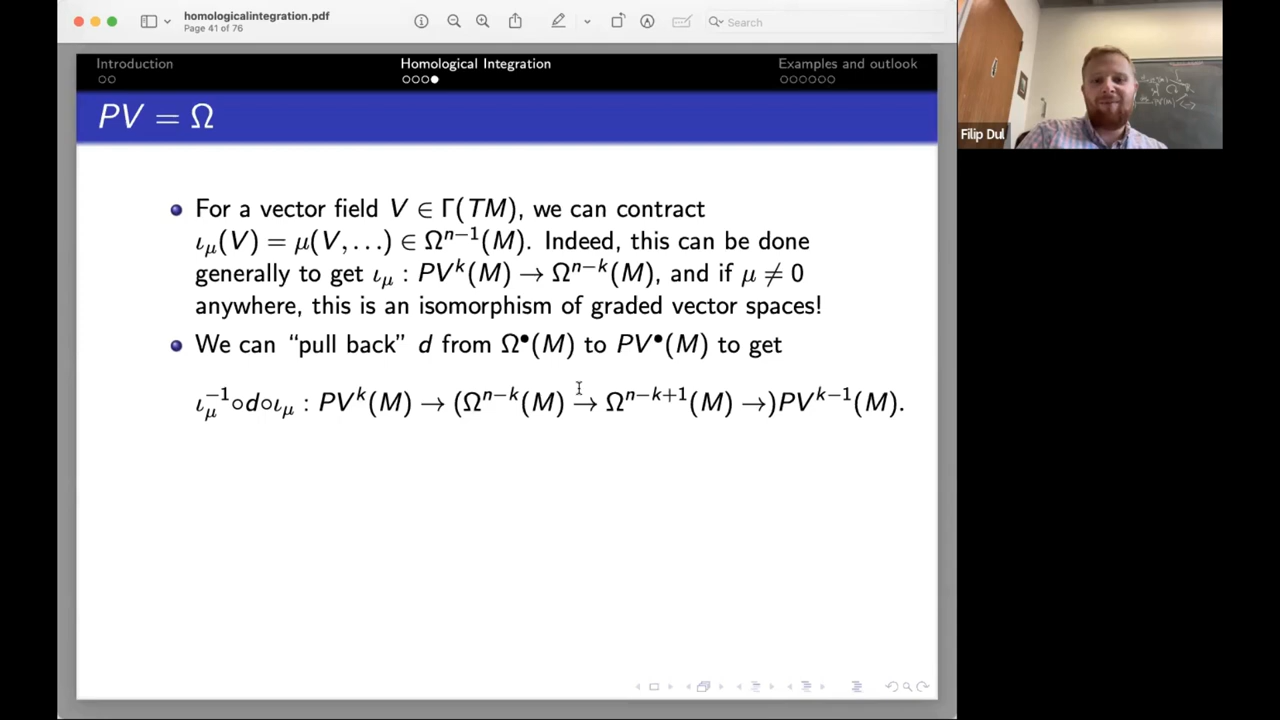 homologicalintegration.pdf
Page 41 of 76
Search
Introduction
Homological Integration
Examples and outlook
PV = Ω
For a vector field V ∈ Γ(TM), we can contract
ι_μ(V) = μ(V, …) ∈ Ω^{n−1}(M). Indeed, this can be done
generally to get ι_μ : PV^k(M) → Ω^{n−k}(M), and if μ ≠ 0
anywhere, this is an isomorphism of graded vector spaces!
We can “pull back” d from Ω^•(M) to PV^•(M) to get
ι_μ^{−1}∘d∘ι_μ : PV^k(M) → (Ω^{n−k}(M) → Ω^{n−k+1}(M) →)PV^{k−1}(M).
Filip Dul